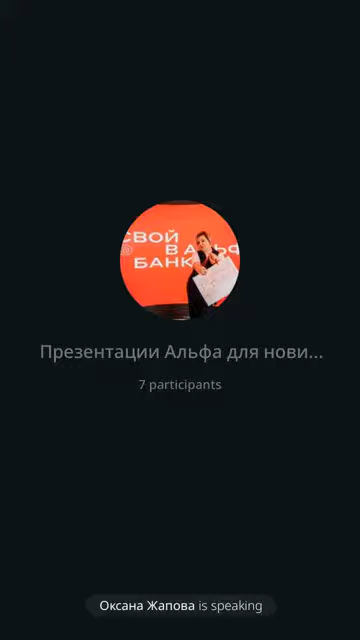 СВОЙ
В АЛЬФ
БАНК
Презентации Альфа для нови...
7 participants
Оксана Жапова is speaking